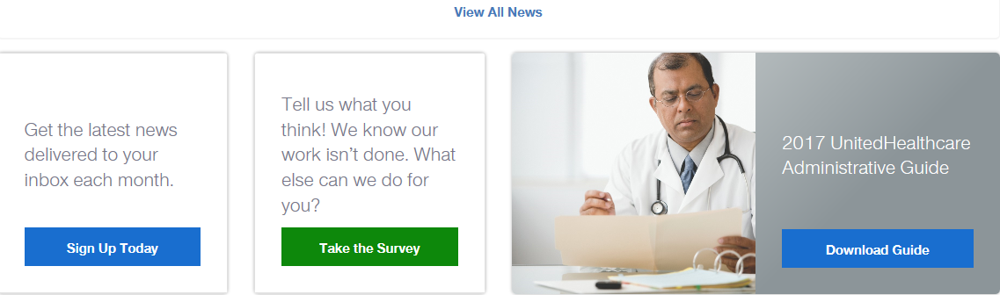 View All News
Get the latest news
delivered to your
inbox each month.
Sign Up Today
Tell us what you
think! We know our
work isn’t done. What
else can we do for
you?
Take the Survey
2017 UnitedHealthcare
Administrative Guide
Download Guide